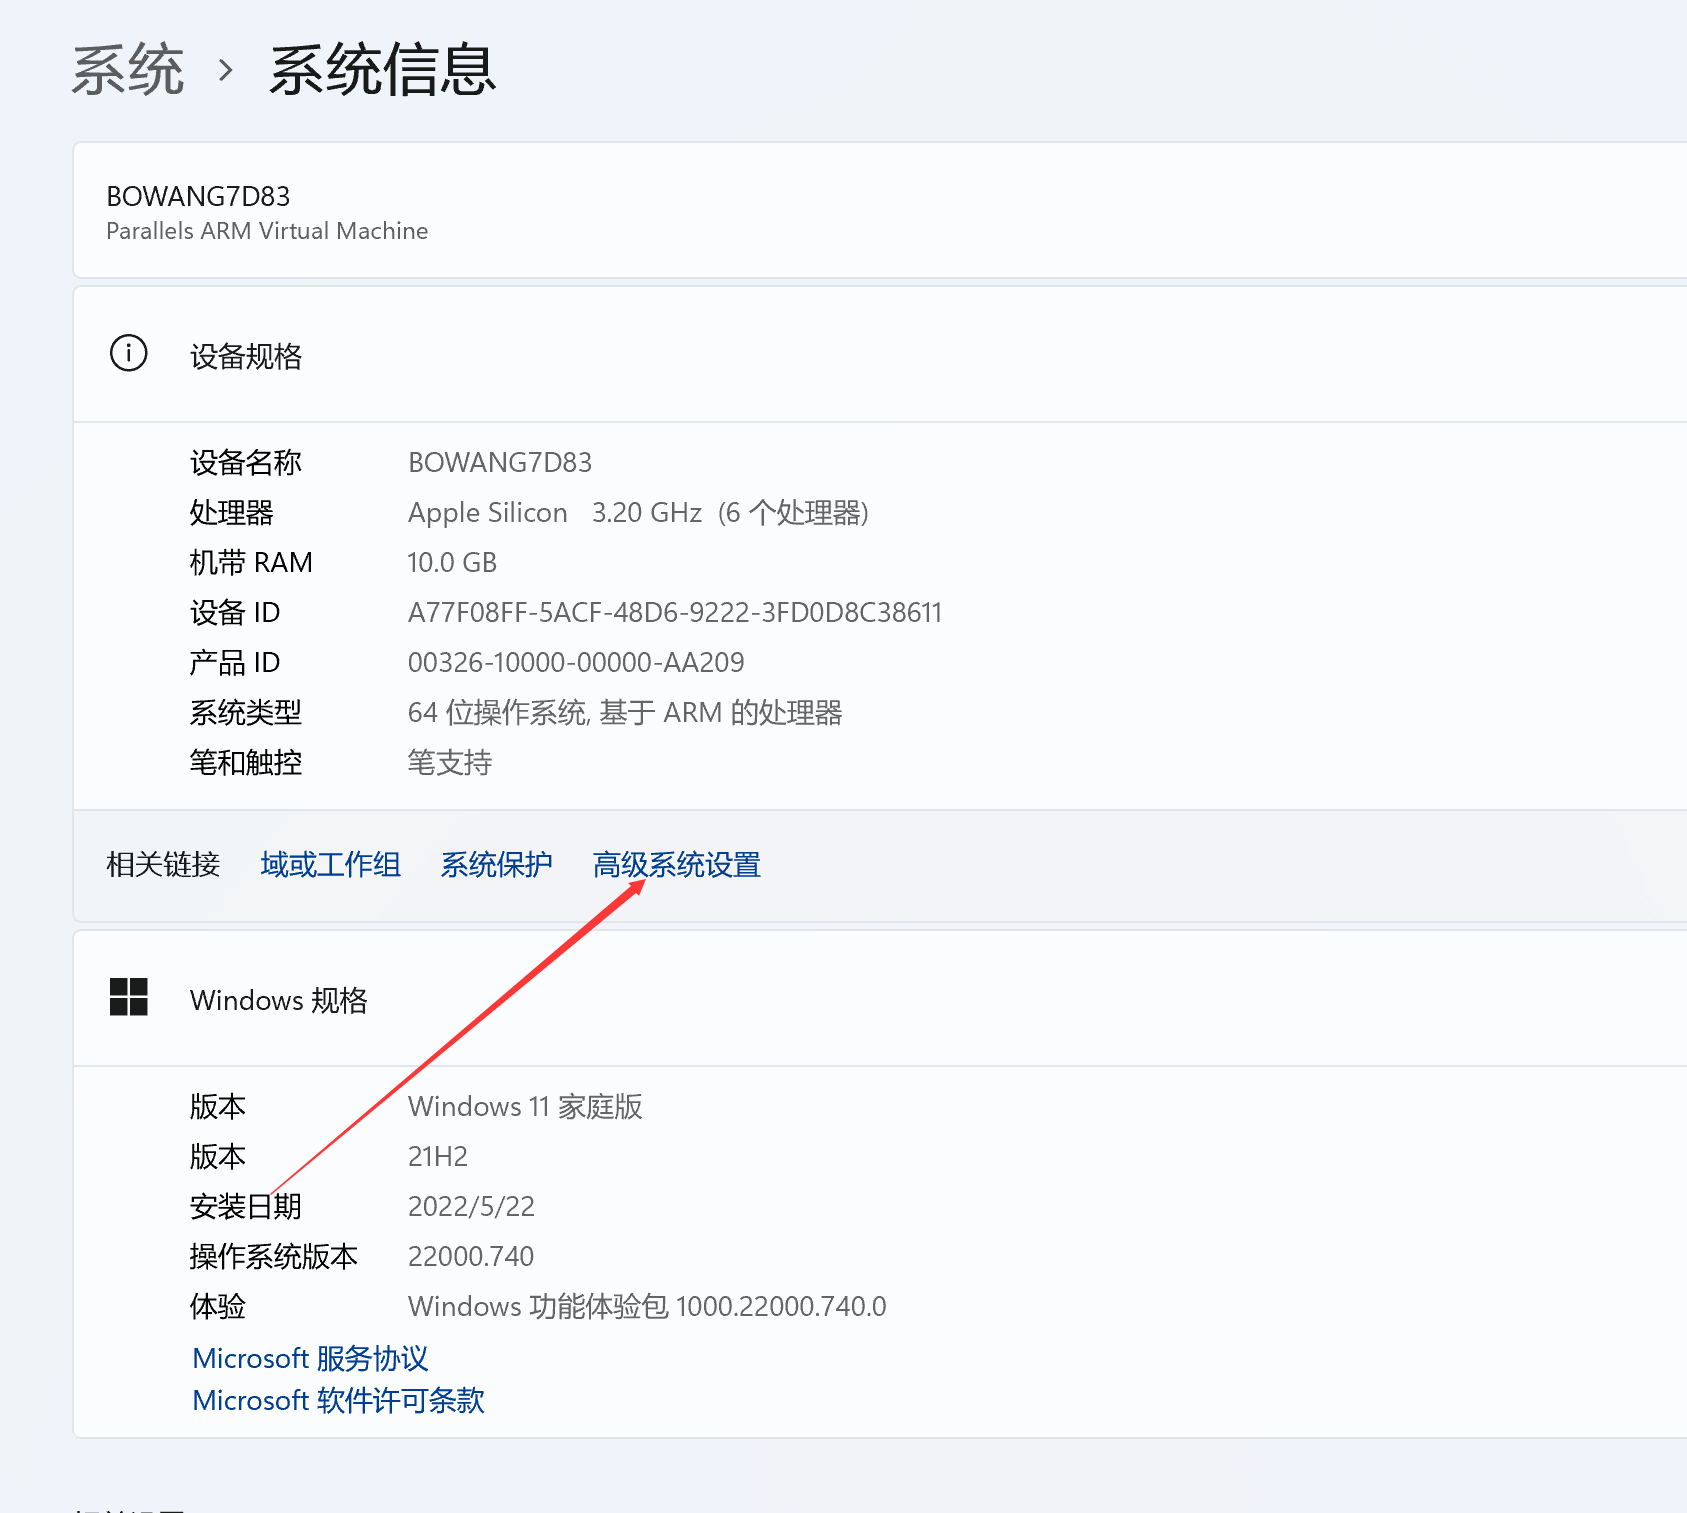 系统 › 系统信息
BOWANG7D83
Parallels ARM Virtual Machine
设备规格
设备名称 BOWANG7D83
处理器 Apple Silicon 3.20 GHz (6 个处理器)
机带 RAM 10.0 GB
设备 ID A77F08FF-5ACF-48D6-9222-3FD0D8C38611
产品 ID 00326-10000-00000-AA209
系统类型 64 位操作系统, 基于 ARM 的处理器
笔和触控 笔支持
相关链接 域或工作组 系统保护 高级系统设置
Windows 规格
版本 Windows 11 家庭版
版本 21H2
安装日期 2022/5/22
操作系统版本 22000.740
体验 Windows 功能体验包 1000.22000.740.0
Microsoft 服务协议
Microsoft 软件许可条款